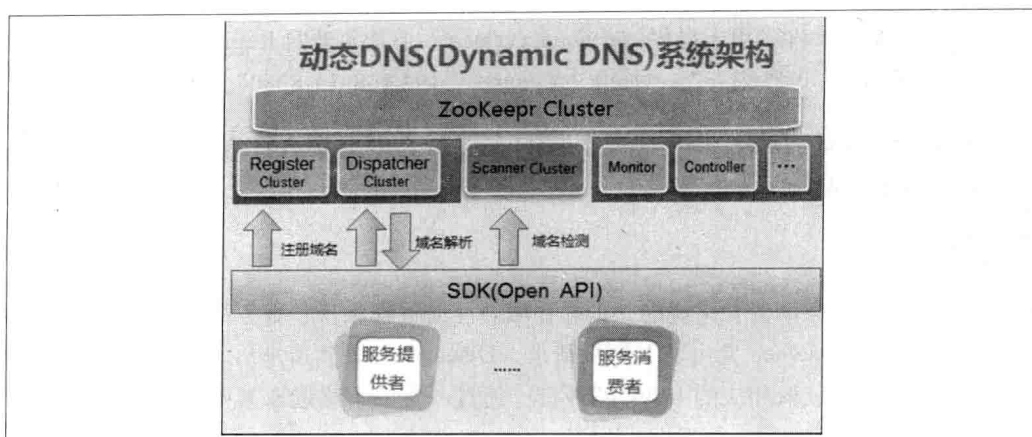 动态DNS(Dynamic DNS)系统架构
ZooKeepr Cluster
Register
Cluster
Dispatcher
Cluster
Scanner Cluster
Monitor
Controller
...
注册域名
域名解析
域名检测
SDK(Open API)
服务提
供者
......
服务消
费者